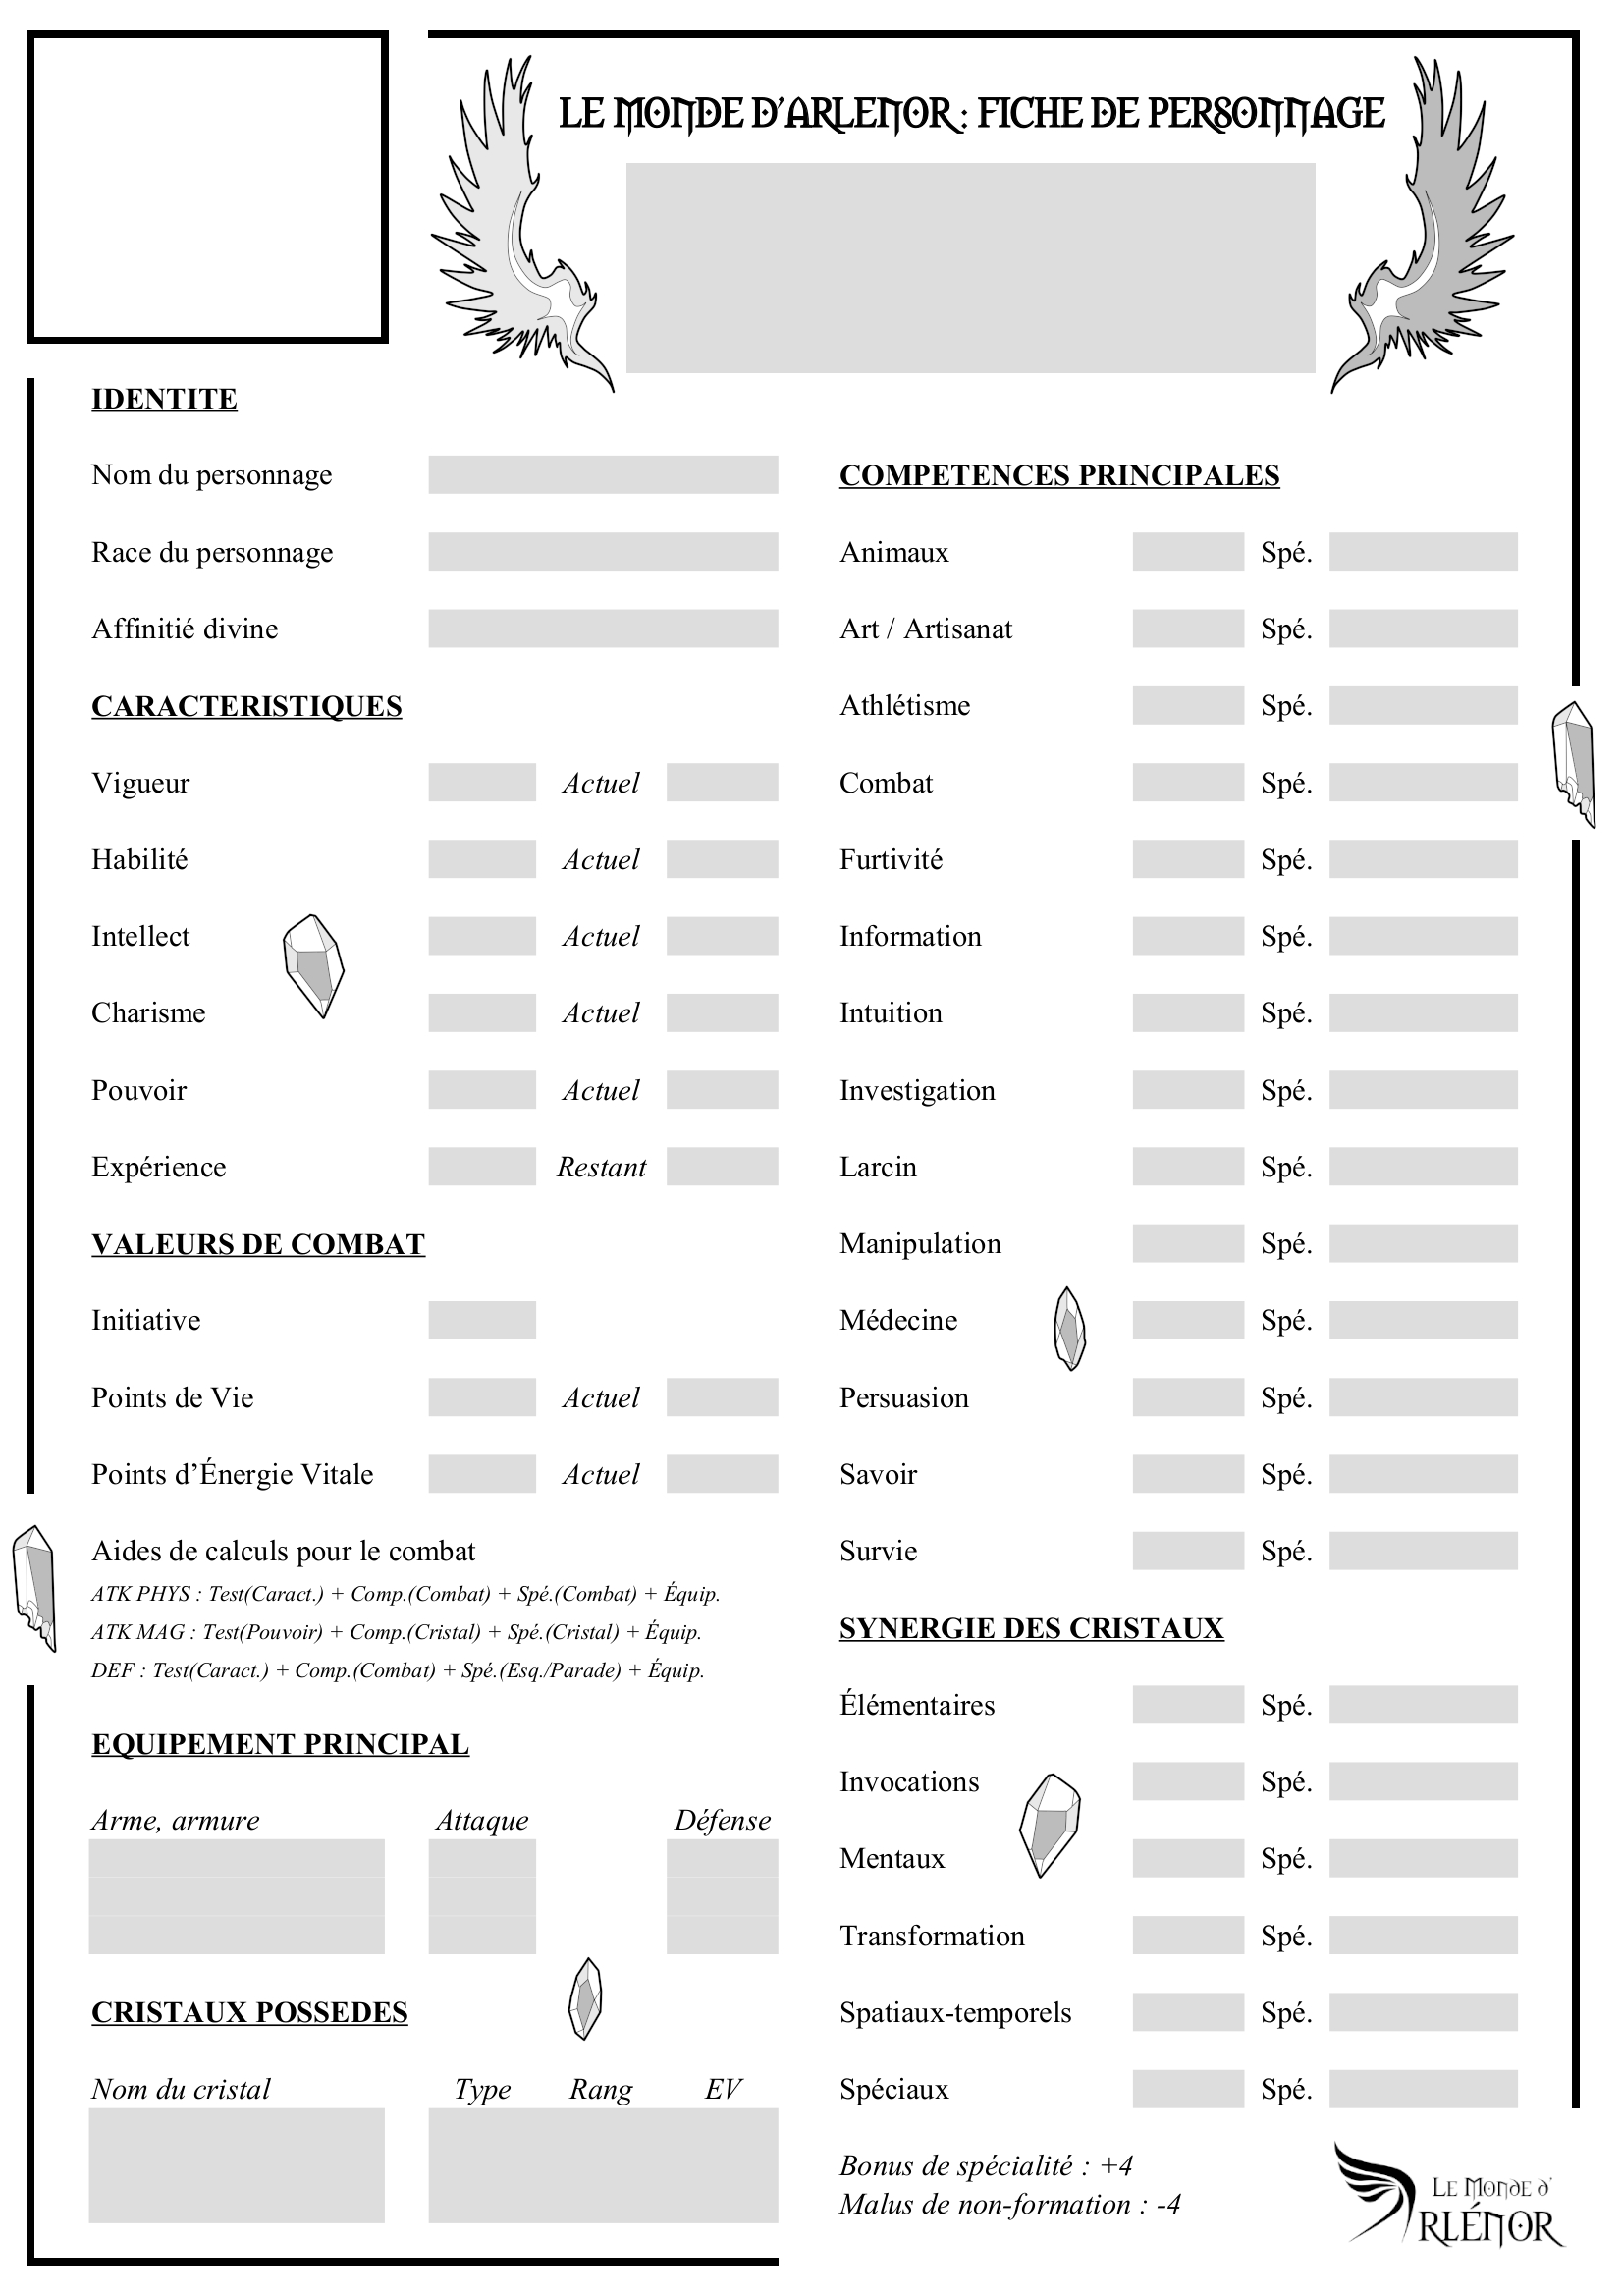 LE MONDE D'ARLENOR : FICHE DE PERSONNAGE
IDENTITE
Nom du personnage
Race du personnage
Affinitié divine
CARACTERISTIQUES
Vigueur Actuel
Habilité Actuel
Intellect Actuel
Charisme Actuel
Pouvoir Actuel
Expérience Restant
VALEURS DE COMBAT
Initiative
Points de Vie Actuel
Points d’Énergie Vitale Actuel
Aides de calculs pour le combat
ATK PHYS : Test(Caract.) + Comp.(Combat) + Spé.(Combat) + Équip.
ATK MAG : Test(Pouvoir) + Comp.(Cristal) + Spé.(Cristal) + Équip.
DEF : Test(Caract.) + Comp.(Combat) + Spé.(Esq./Parade) + Équip.
EQUIPEMENT PRINCIPAL
Arme, armure Attaque Défense
CRISTAUX POSSEDES
Nom du cristal Type Rang EV
COMPETENCES PRINCIPALES
Animaux Spé.
Art / Artisanat Spé.
Athlétisme Spé.
Combat Spé.
Furtivité Spé.
Information Spé.
Intuition Spé.
Investigation Spé.
Larcin Spé.
Manipulation Spé.
Médecine Spé.
Persuasion Spé.
Savoir Spé.
Survie Spé.
SYNERGIE DES CRISTAUX
Élémentaires Spé.
Invocations Spé.
Mentaux Spé.
Transformation Spé.
Spatiaux-temporels Spé.
Spéciaux Spé.
Bonus de spécialité : +4
Malus de non-formation : -4
LE MONDE D'
RLÉNOR